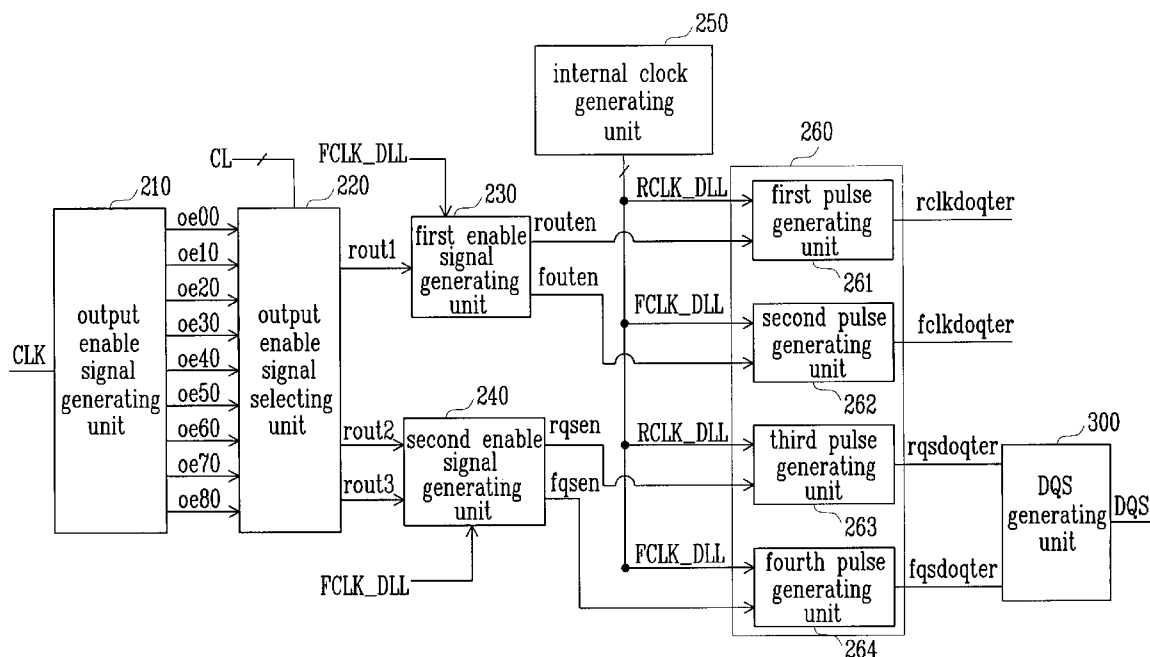 250
internal clock
generating
unit
260
CL
FCLK_DLL
210
220
230
RCLK_DLL
first pulse
generating
unit
rclkdoqter
oe00
oe10
oe20
oe30
oe40
oe50
oe60
oe70
oe80
rout1
first enable
signal
generating
unit
routen
fouten
261
CLK
output
enable
signal
generating
unit
output
enable
signal
selecting
unit
FCLK_DLL
second pulse
generating
unit
fclkdoqter
262
240
rout2
rout3
second enable
signal
generating
unit
rqsen
fqsen
RCLK_DLL
third pulse
generating
unit
rqsdoqter
263
300
DQS
generating
unit
DQS
FCLK_DLL
FCLK_DLL
fourth pulse
generating
unit
fqsdoqter
264